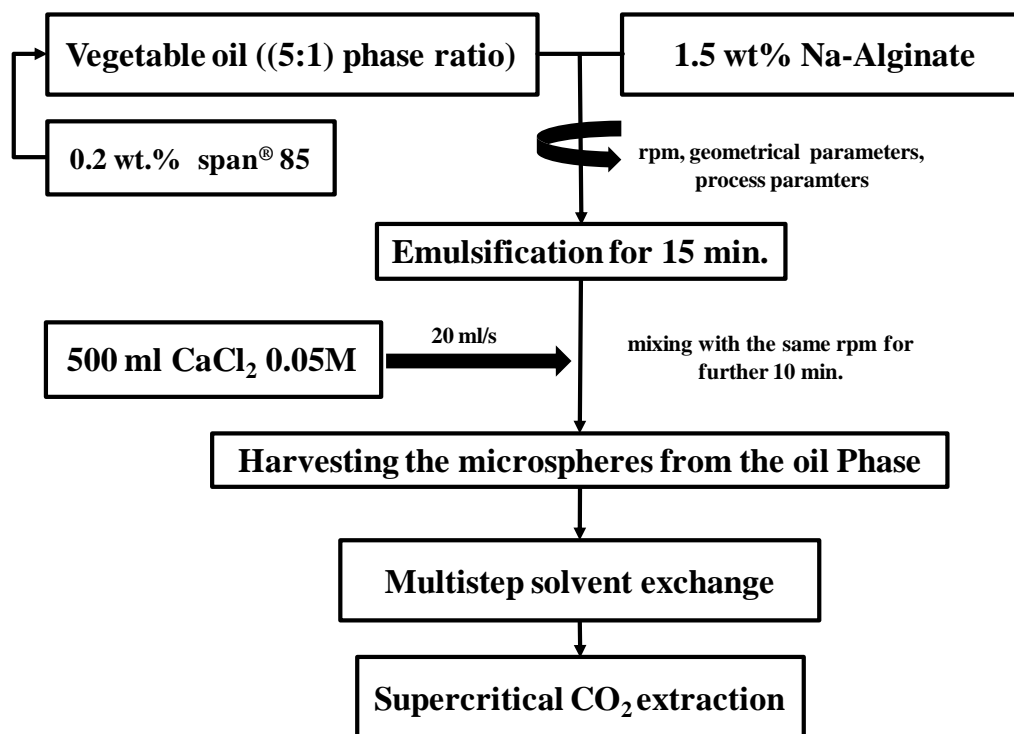 Vegetable oil ((5:1) phase ratio)
1.5 wt% Na-Alginate
0.2 wt.% span® 85
rpm, geometrical parameters,
process paramters
Emulsification for 15 min.
500 ml CaCl₂ 0.05M
20 ml/s
mixing with the same rpm for
further 10 min.
Harvesting the microspheres from the oil Phase
Multistep solvent exchange
Supercritical CO₂ extraction